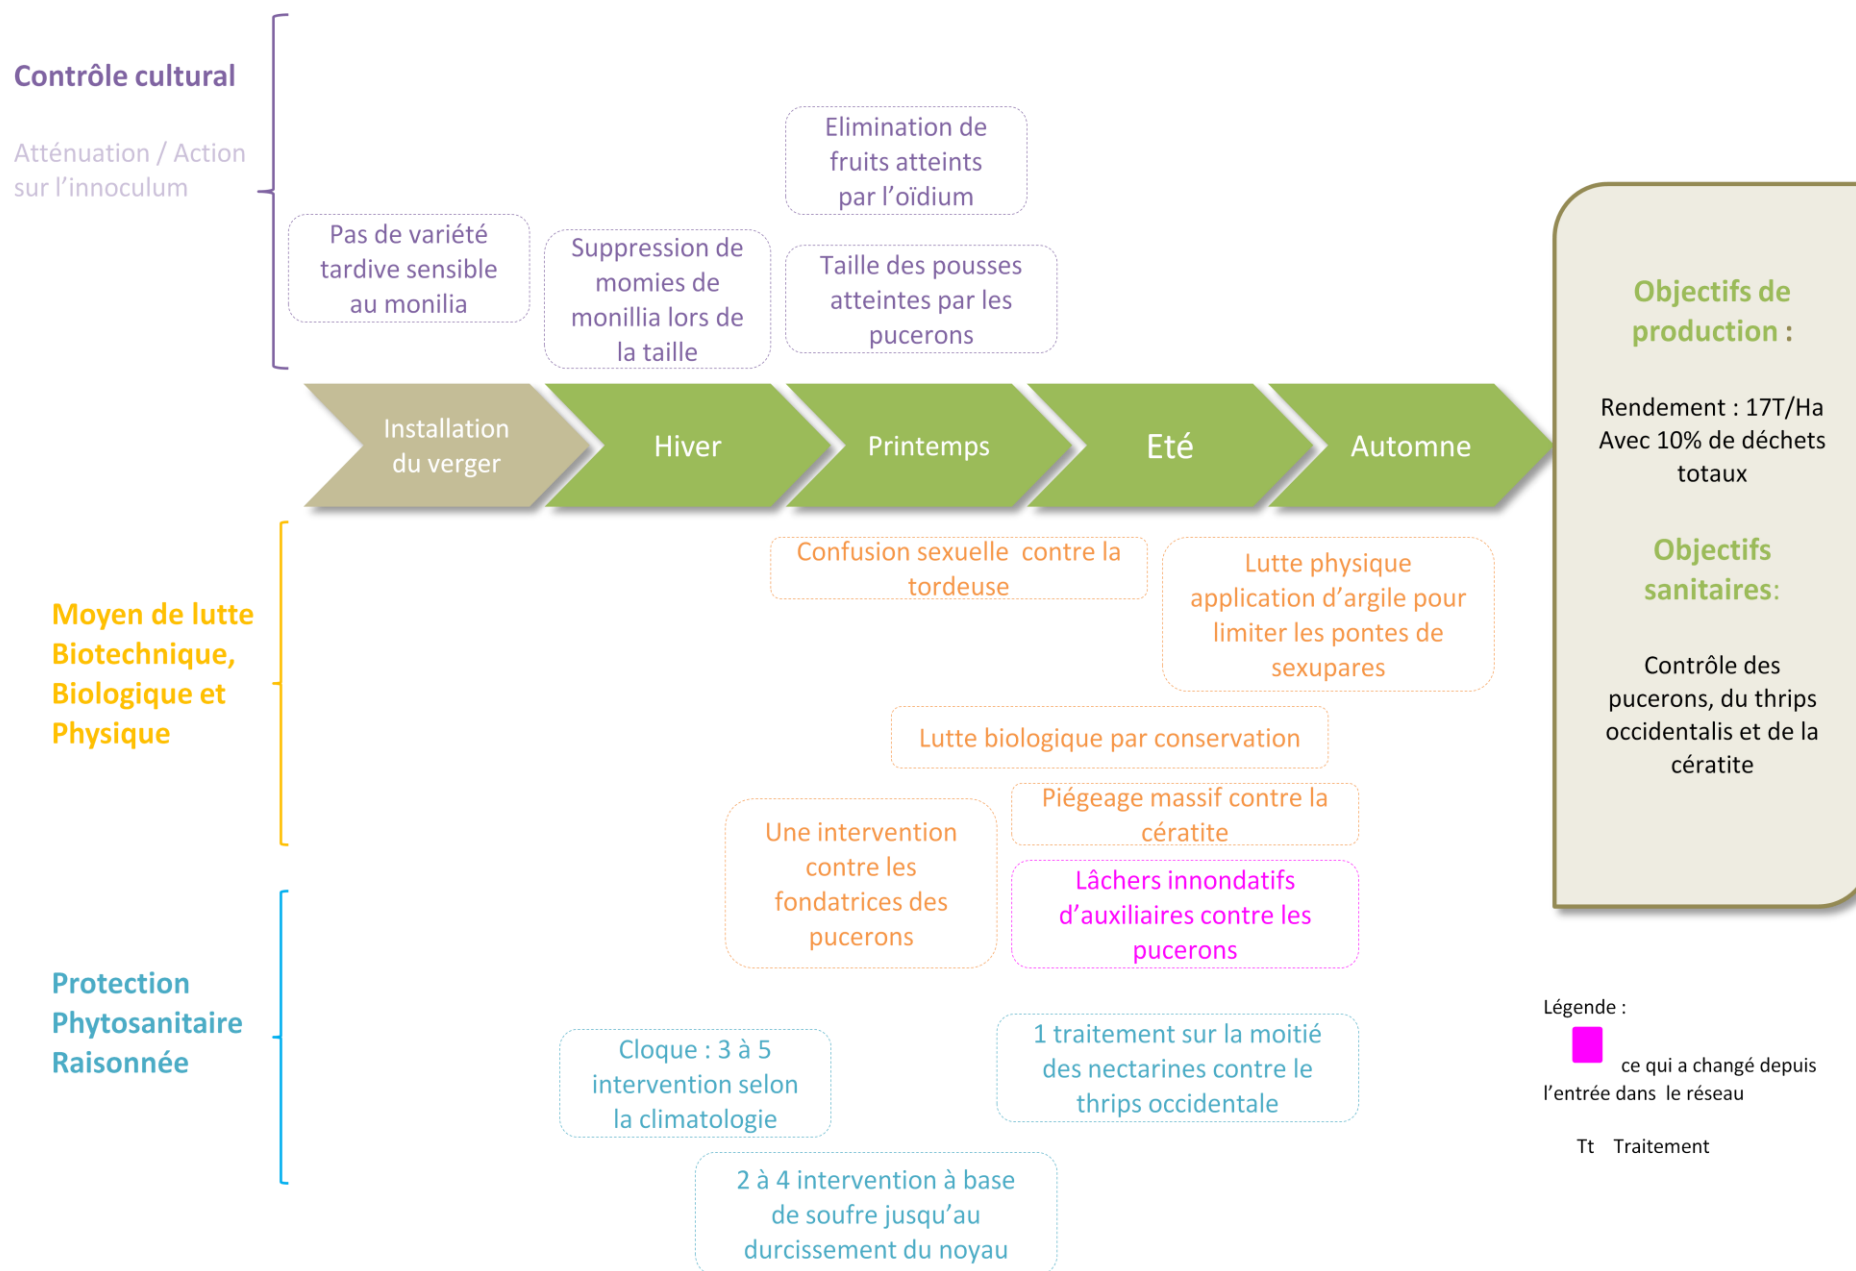 Contrôle cultural
Atténuation / Action
sur l'innoculum
Elimination de
fruits atteints
par l'oïdium
Pas de variété
tardive sensible
au monilia
Suppression de
momies de
monillia lors de
la taille
Taille des pousses
atteintes par les
pucerons
Installation
du verger
Hiver
Printemps
Eté
Automne
Objectifs de
production :
Rendement : 17T/Ha
Avec 10% de déchets
totaux
Objectifs
sanitaires:
Contrôle des
pucerons, du thrips
occidentalis et de la
cératite
Moyen de lutte
Biotechnique,
Biologique et
Physique
Confusion sexuelle contre la
tordeuse
Lutte physique
application d'argile pour
limiter les pontes de
sexupares
Lutte biologique par conservation
Piégeage massif contre la
cératite
Une intervention
contre les
fondatrices des
pucerons
Lâchers innondatifs
d'auxiliaires contre les
pucerons
Protection
Phytosanitaire
Raisonnée
Cloque : 3 à 5
intervention selon
la climatologie
1 traitement sur la moitié
des nectarines contre le
thrips occidentale
2 à 4 intervention à base
de soufre jusqu'au
durcissement du noyau
Légende :
ce qui a changé depuis
l'entrée dans le réseau
Tt Traitement